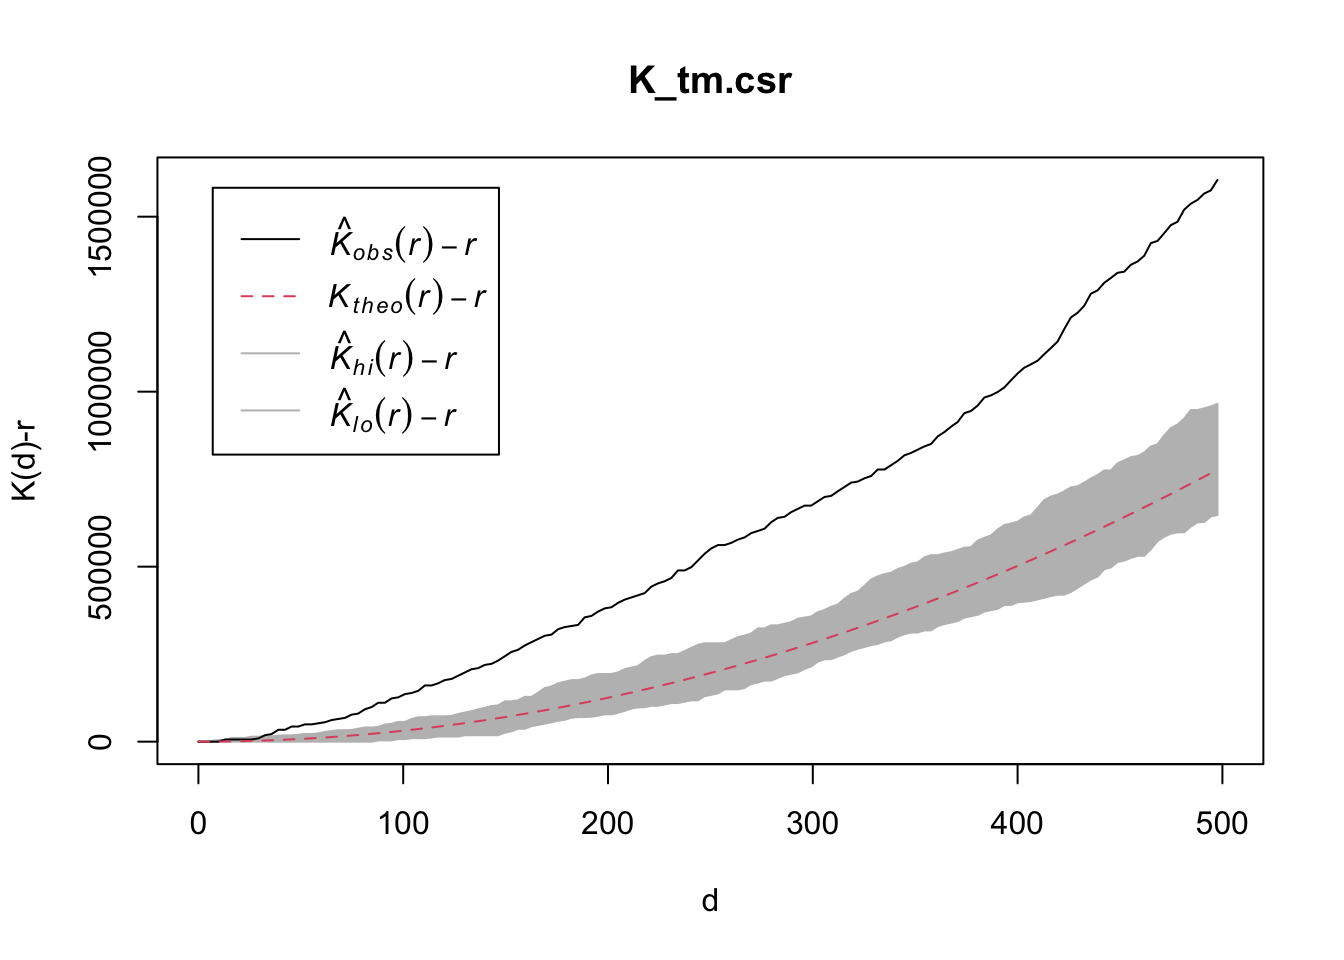 K_tm.csr
K̂obs(r) − r
Ktheo(r) − r
K̂hi(r) − r
K̂lo(r) − r
K(d)-r
0
500000
1000000
1500000
0 100 200 300 400 500
d